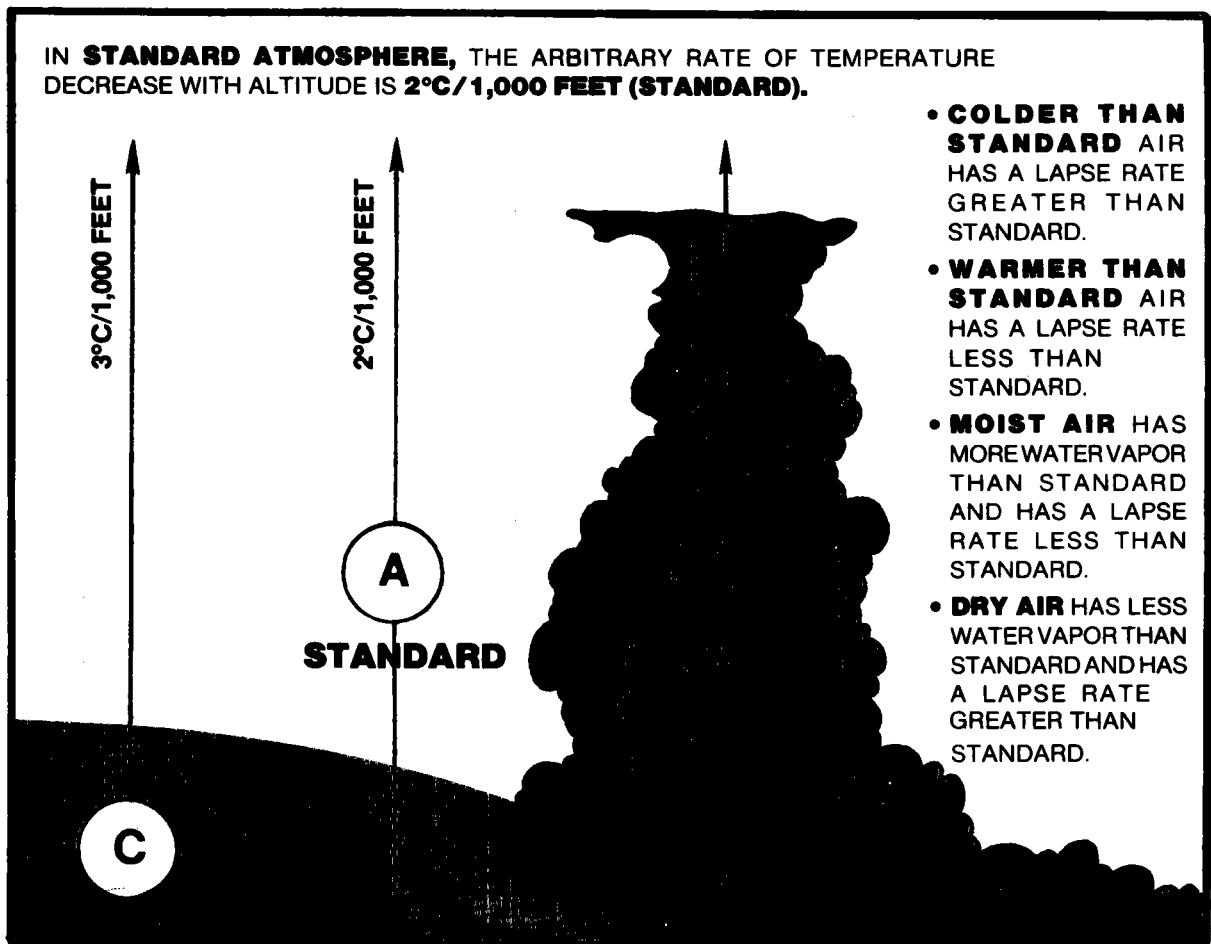 IN STANDARD ATMOSPHERE, THE ARBITRARY RATE OF TEMPERATURE
DECREASE WITH ALTITUDE IS 2°C/1,000 FEET (STANDARD).
3°C/1,000 FEET
2°C/1,000 FEET
A
STANDARD
C
• COLDER THAN
STANDARD AIR
HAS A LAPSE RATE
GREATER THAN
STANDARD.
• WARMER THAN
STANDARD AIR
HAS A LAPSE RATE
LESS THAN
STANDARD.
• MOIST AIR HAS
MORE WATER VAPOR
THAN STANDARD
AND HAS A LAPSE
RATE LESS THAN
STANDARD.
• DRY AIR HAS LESS
WATER VAPOR THAN
STANDARD AND HAS
A LAPSE RATE
GREATER THAN
STANDARD.